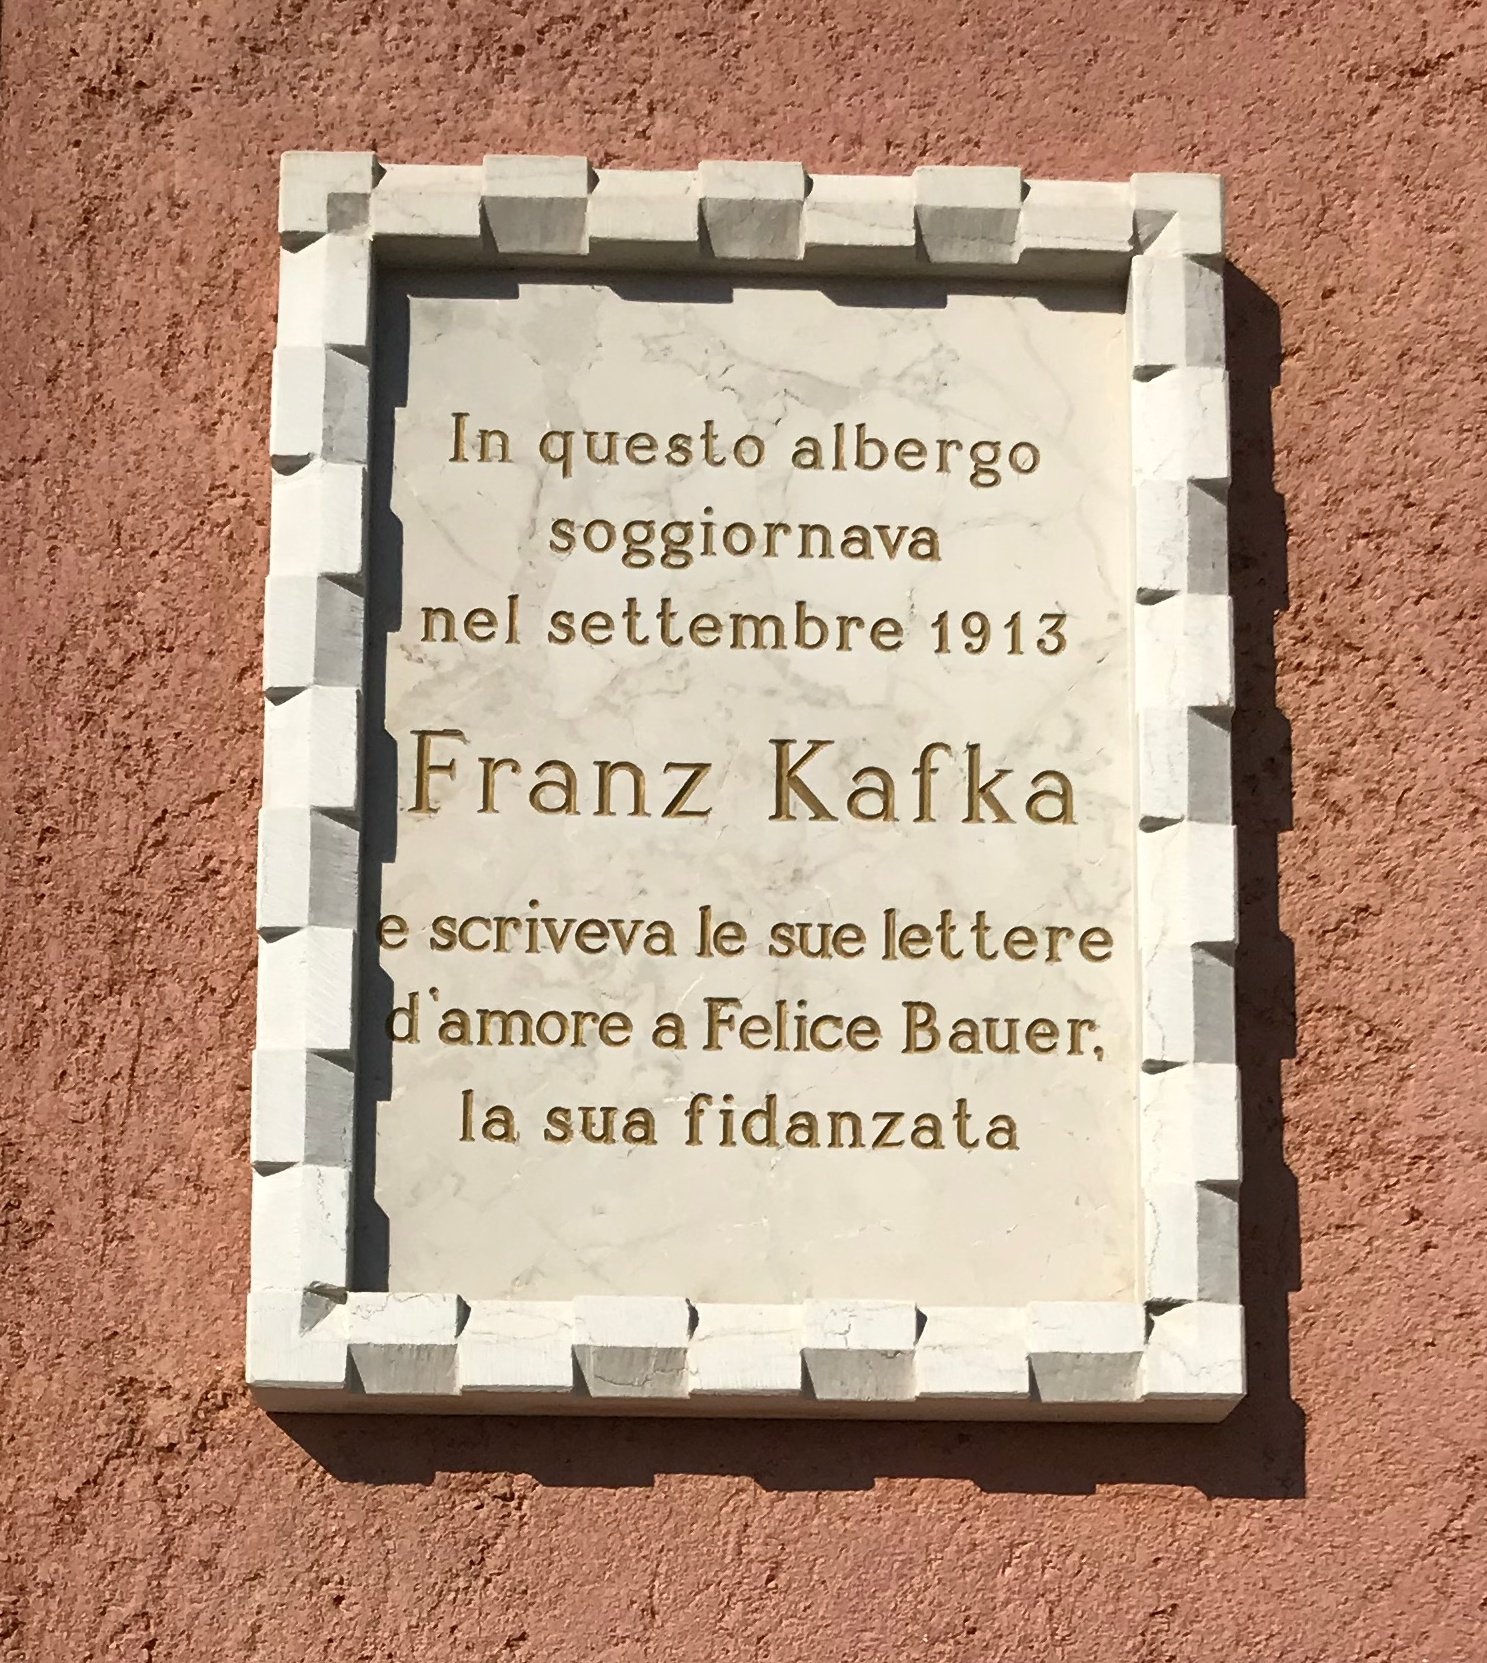 In questo albergo
soggiornava
nel settembre 1913
Franz Kafka
e scriveva le sue lettere
d'amore a Felice Bauer,
la sua fidanzata